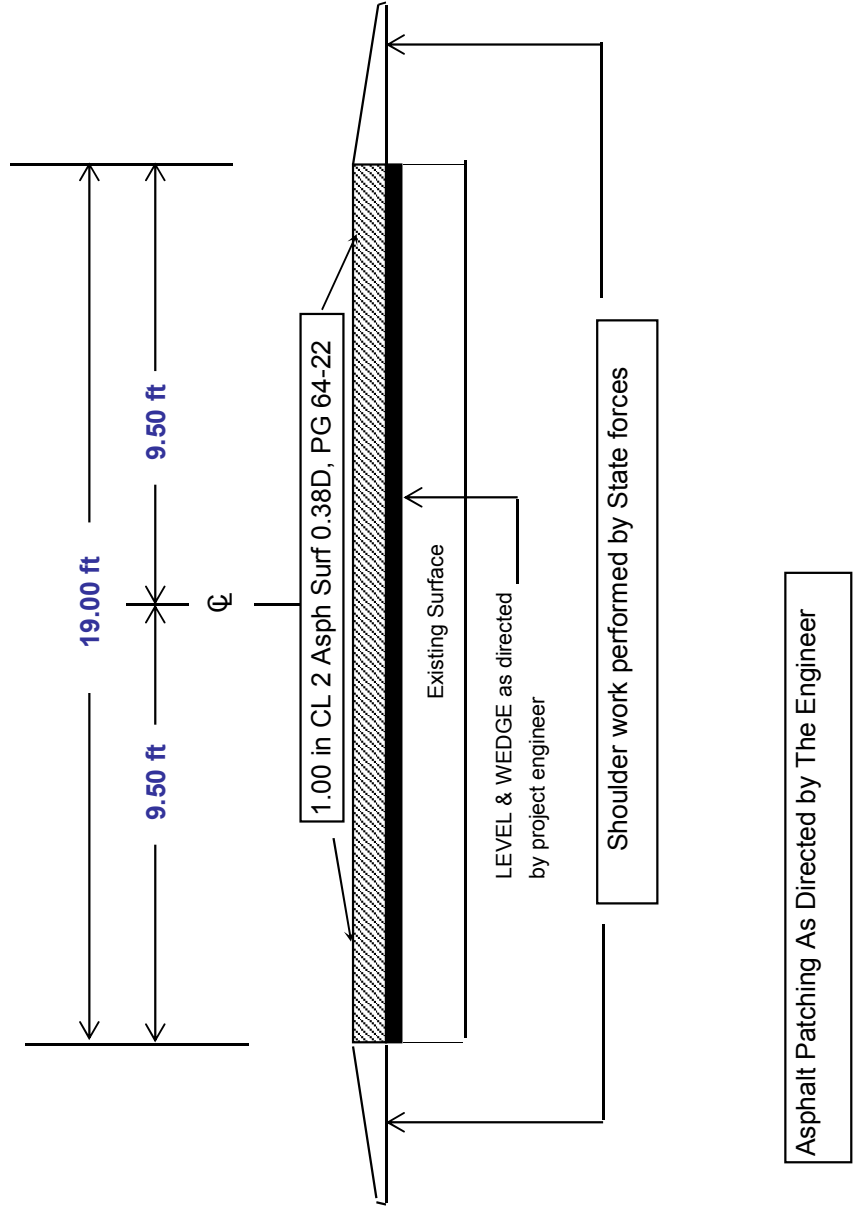 19.00 ft
9.50 ft
9.50 ft
℄
1.00 in CL 2 Asph Surf 0.38D, PG 64-22
Existing Surface
LEVEL & WEDGE as directed
by project engineer
Shoulder work performed by State forces
Asphalt Patching As Directed by The Engineer